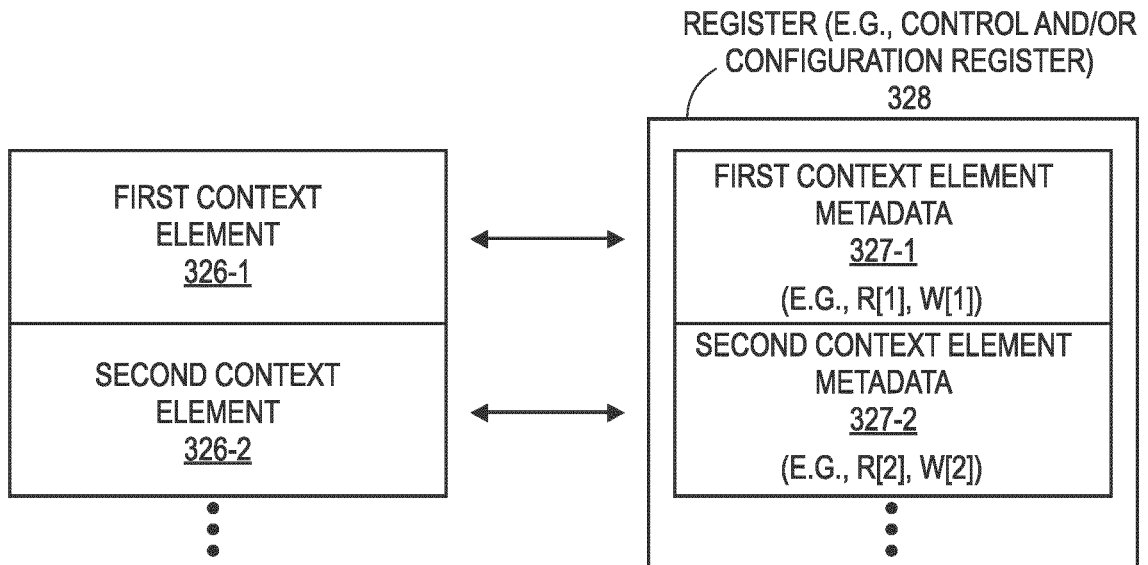 REGISTER (E.G., CONTROL AND/OR
CONFIGURATION REGISTER)
328
FIRST CONTEXT
ELEMENT
326-1
FIRST CONTEXT ELEMENT
METADATA
327-1
(E.G., R[1], W[1])
SECOND CONTEXT
ELEMENT
326-2
SECOND CONTEXT ELEMENT
METADATA
327-2
(E.G., R[2], W[2])